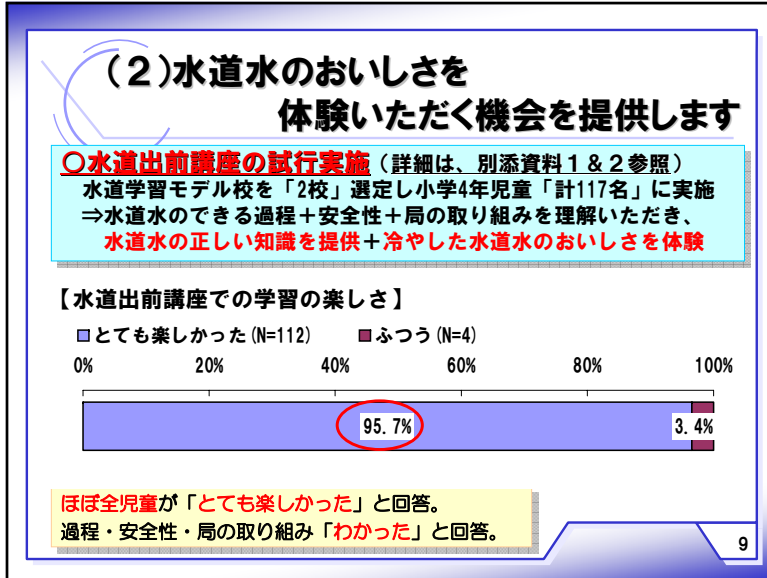 （２）水道水のおいしさを
体験いただく機会を提供します
○水道出前講座の試行実施（詳細は、別添資料１＆２参照）
水道学習モデル校を「2校」選定し小学4年児童「計117名」に実施
⇒水道水のできる過程＋安全性＋局の取り組みを理解いただき、
水道水の正しい知識を提供＋冷やした水道水のおいしさを体験
【水道出前講座での学習の楽しさ】
とても楽しかった(N=112) ふつう(N=4)
0% 20% 40% 60% 80% 100%
95.7% 3.4%
ほぼ全児童が「とても楽しかった」と回答。
過程・安全性・局の取り組み「わかった」と回答。
9